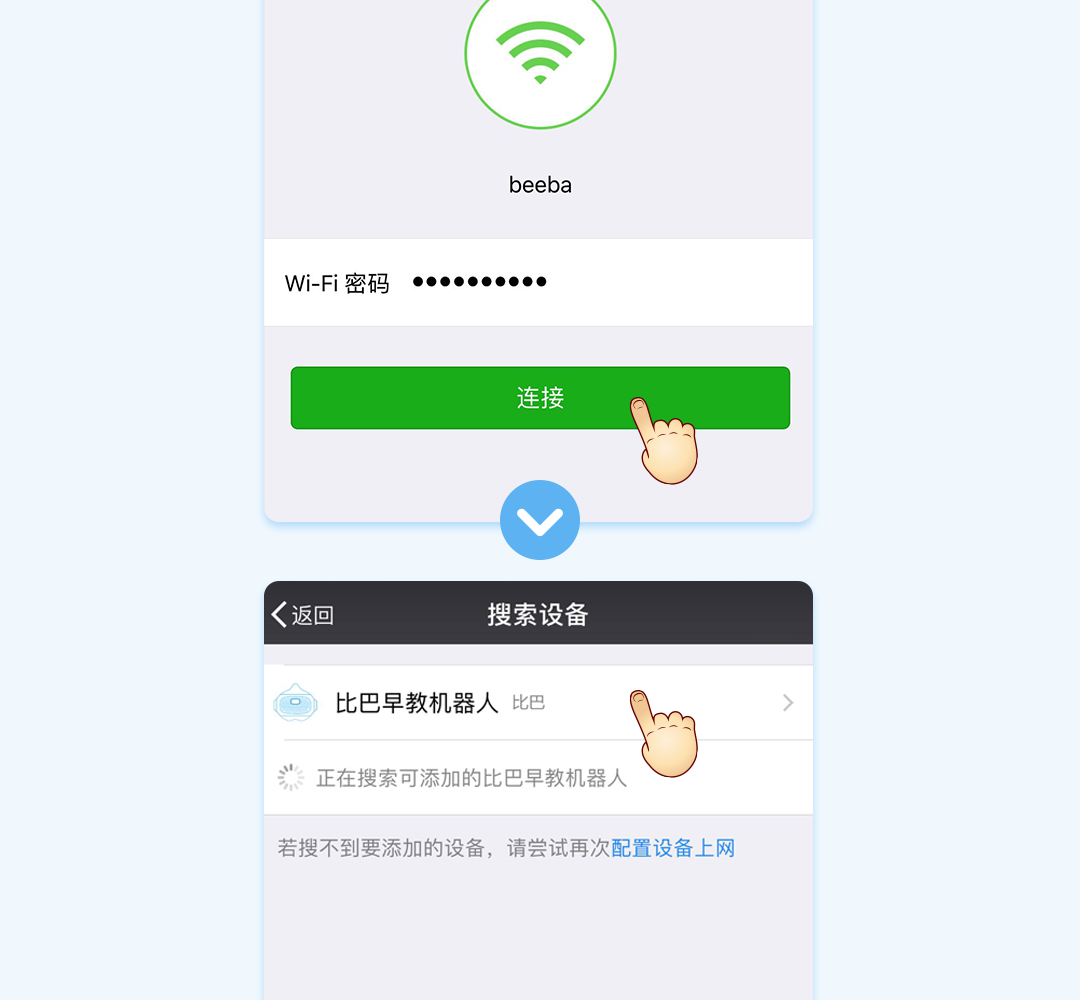 beeba
Wi-Fi 密码 ●●●●●●●●●●
连接
返回 搜索设备
比巴早教机器人 比巴
正在搜索可添加的比巴早教机器人
若搜不到要添加的设备，请尝试再次配置设备上网